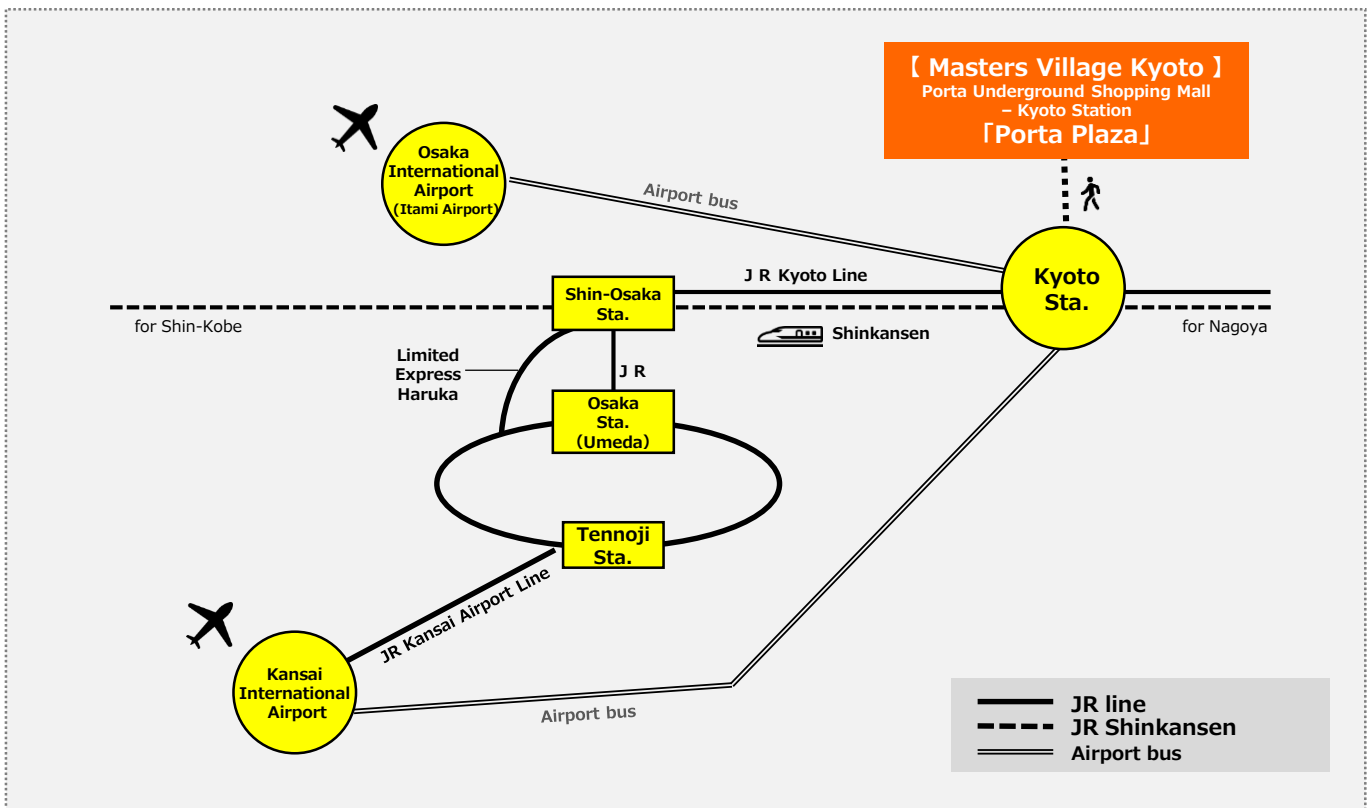 【 Masters Village Kyoto 】
Porta Underground Shopping Mall
– Kyoto Station
「Porta Plaza」
Osaka
International
Airport
(Itami Airport)
Airport bus
Kyoto
Sta.
J R Kyoto Line
Shin-Osaka
Sta.
for Shin-Kobe
Shinkansen
for Nagoya
Limited
Express
Haruka
J R
Osaka
Sta.
(Umeda)
Tennoji
Sta.
JR Kansai Airport Line
Kansai
International
Airport
Airport bus
JR line
JR Shinkansen
Airport bus